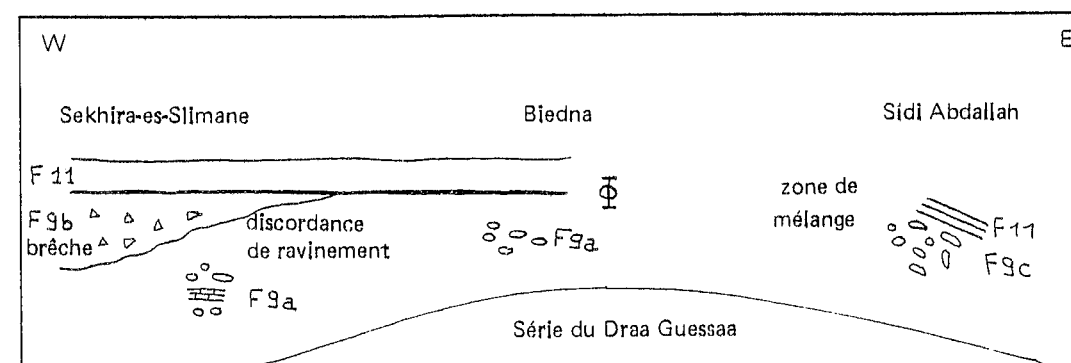 W
E
Sekhira-es-Slimane
Biedna
Sidi Abdallah
F 11
Φ
zone de
mélange
F9b
brêche
discordance
de ravinement
F9a
F9a
F11
F9c
Série du Draa Guessaa